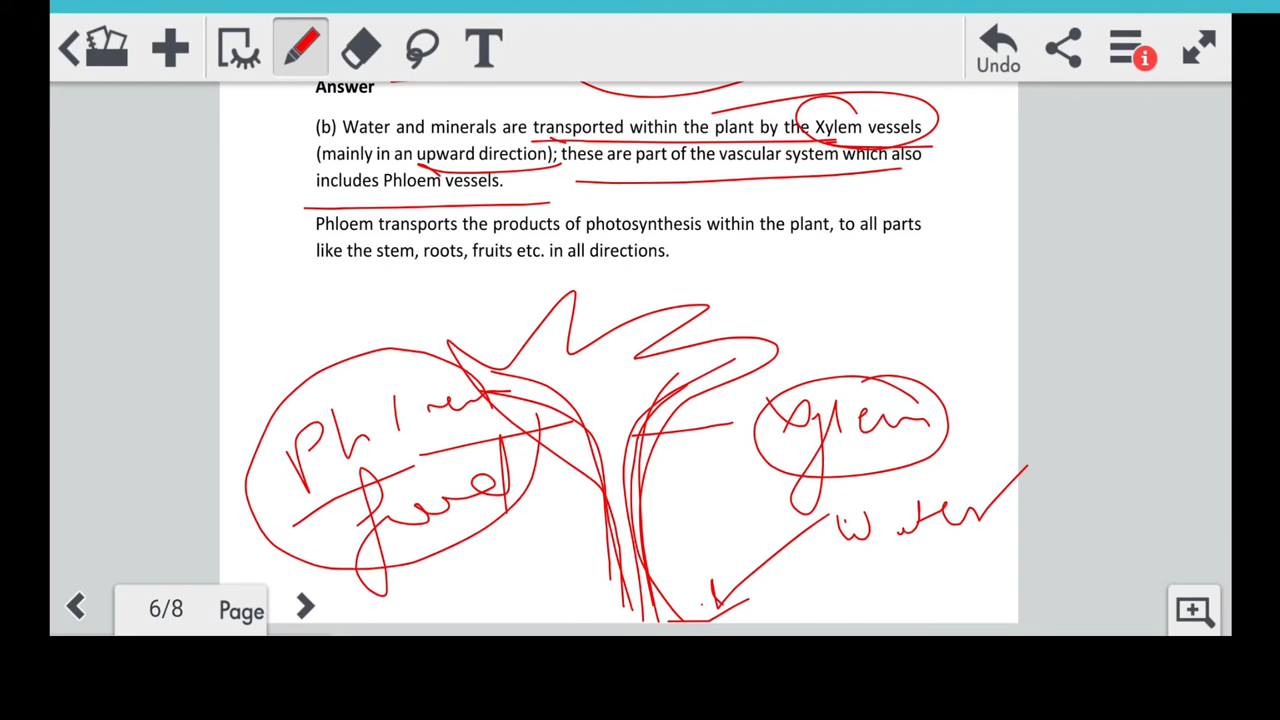 Undo
Answer
(b) Water and minerals are transported within the plant by the Xylem vessels
(mainly in an upward direction); these are part of the vascular system which also
includes Phloem vessels.
Phloem transports the products of photosynthesis within the plant, to all parts
like the stem, roots, fruits etc. in all directions.
Xylem
food
Water
6/8 Page